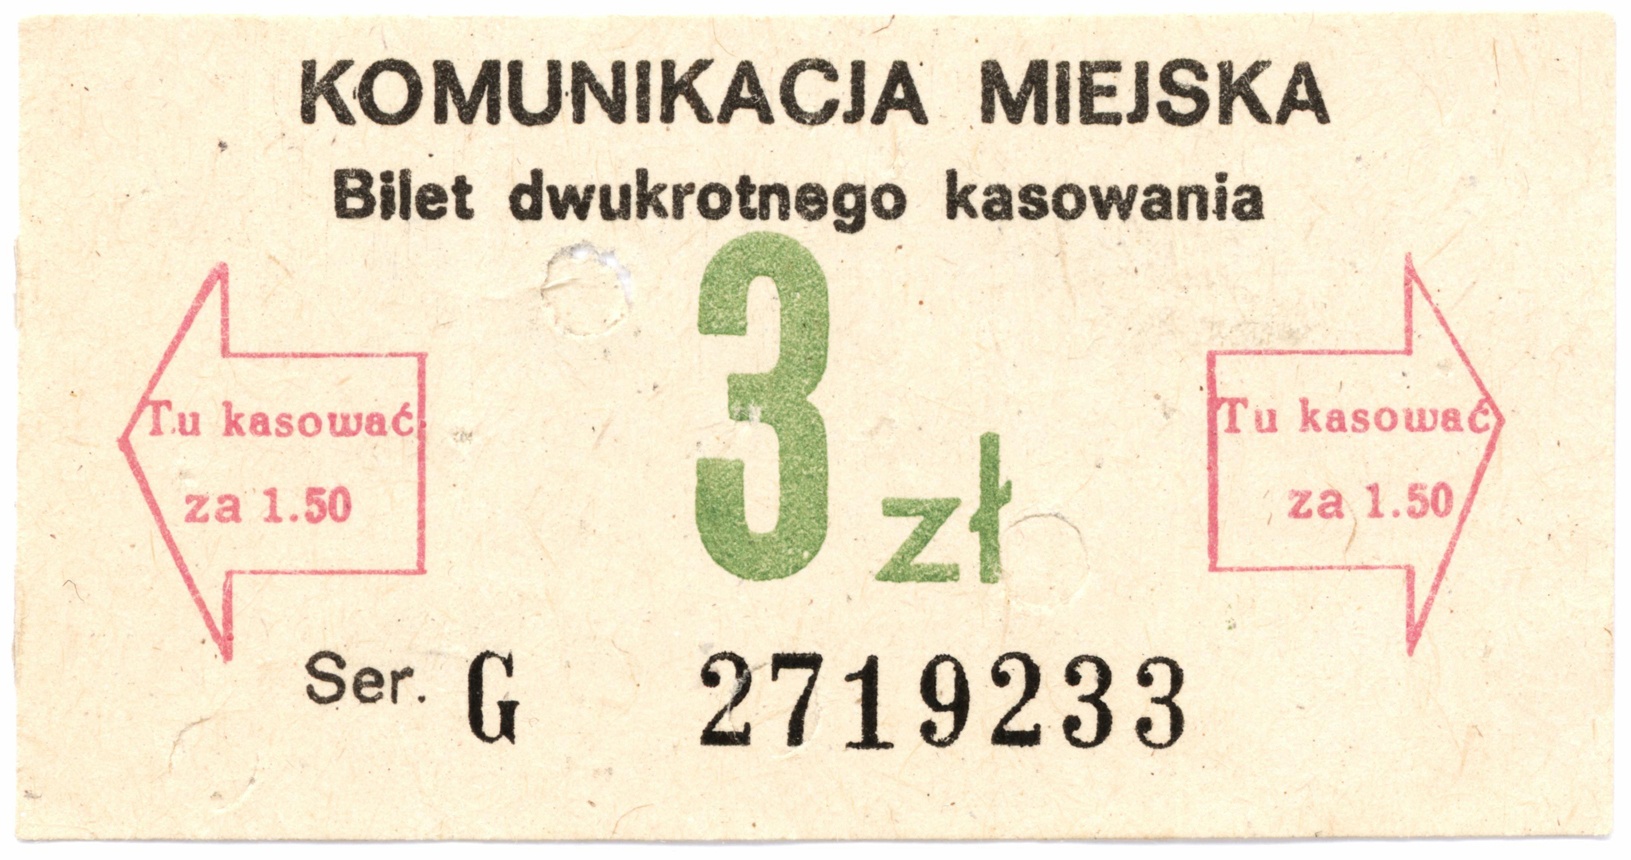 KOMUNIKACJA MIEJSKA
Bilet dwukrotnego kasowania
3 zł
Tu kasować
za 1.50
Tu kasować
za 1.50
Ser. G 2719233